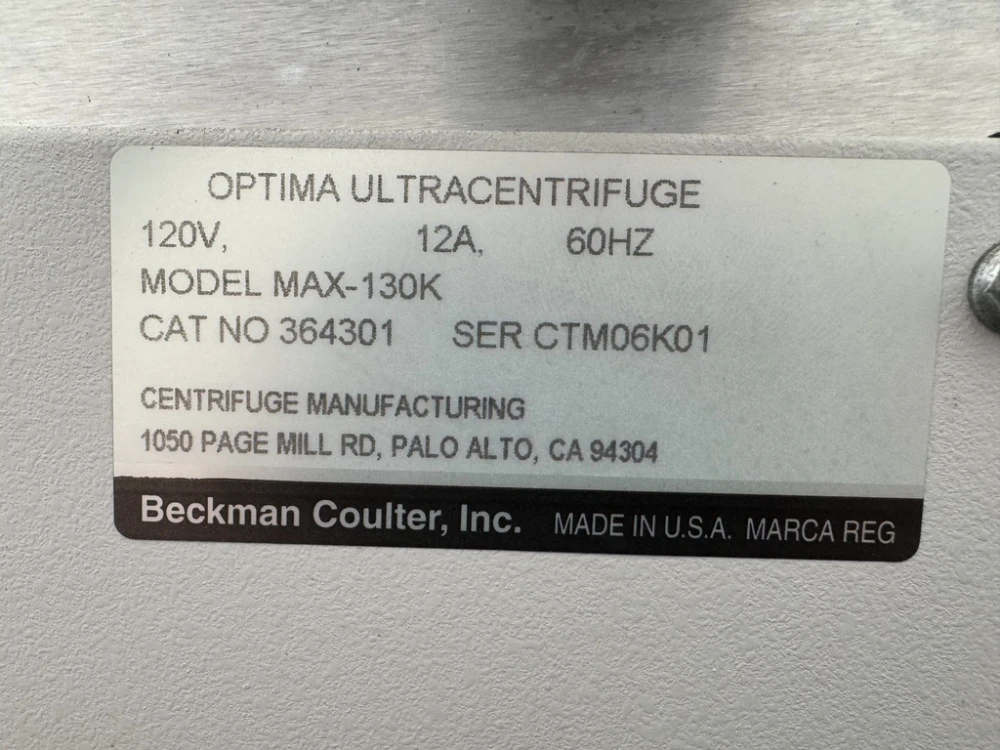 OPTIMA ULTRACENTRIFUGE
120V, 12A, 60HZ
MODEL MAX-130K
CAT NO 364301 SER CTM06K01
CENTRIFUGE MANUFACTURING
1050 PAGE MILL RD, PALO ALTO, CA 94304
Beckman Coulter, Inc. MADE IN U.S.A. MARCA REG